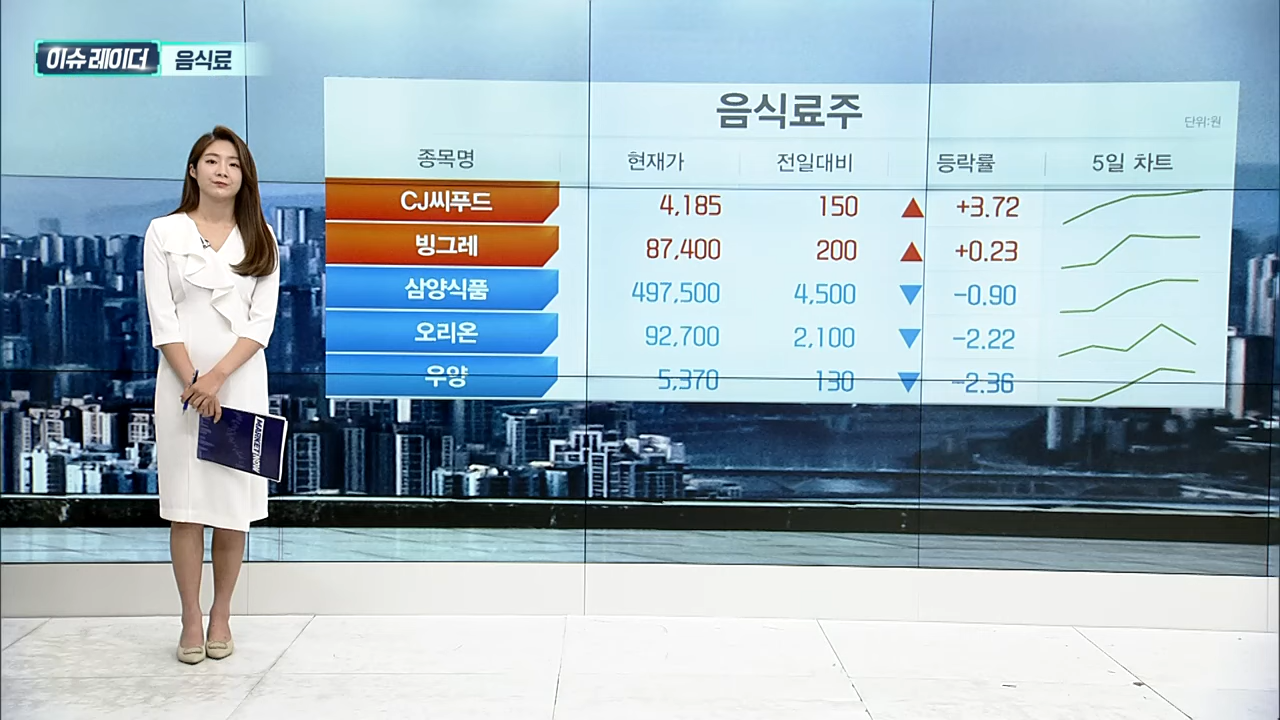 이슈 레이더 음식료
음식료주
단위:원
종목명 현재가 전일대비 등락률 5일 차트
CJ씨푸드 4,185 150 ▲ +3.72
빙그레 87,400 200 ▲ +0.23
삼양식품 497,500 4,500 ▼ -0.90
오리온 92,700 2,100 ▼ -2.22
우양 5,370 130 ▼ -2.36
MARKETNOW